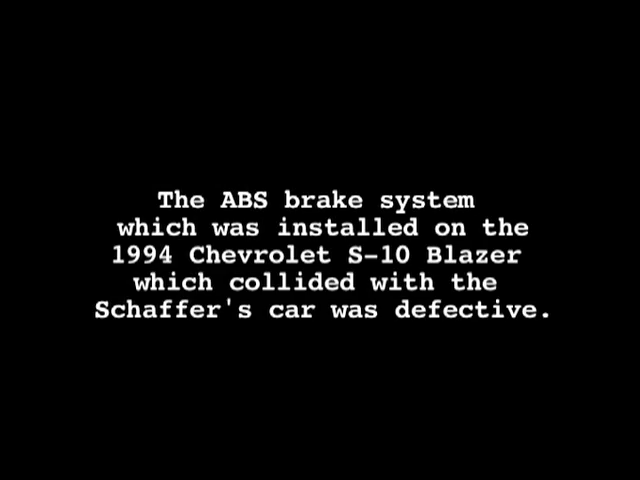 The ABS brake system
which was installed on the
1994 Chevrolet S-10 Blazer
which collided with the
Schaffer's car was defective.